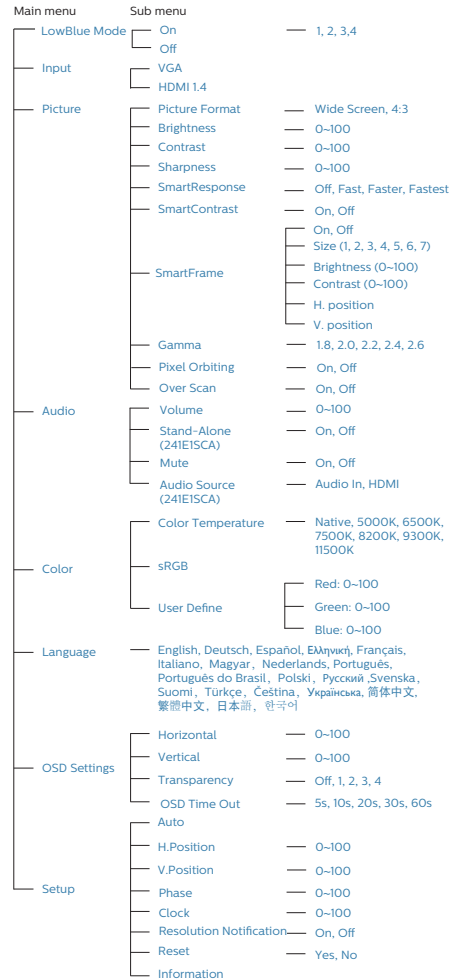 Main menu Sub menu
LowBlue Mode On 1, 2, 3,4
Off
Input VGA
HDMI 1.4
Picture Picture Format Wide Screen, 4:3
Brightness 0~100
Contrast 0~100
Sharpness 0~100
SmartResponse Off, Fast, Faster, Fastest
SmartContrast On, Off
On, Off
Size (1, 2, 3, 4, 5, 6, 7)
Brightness (0~100)
SmartFrame
Contrast (0~100)
H. position
V. position
Gamma 1.8, 2.0, 2.2, 2.4, 2.6
Pixel Orbiting On, Off
Over Scan On, Off
Audio Volume 0~100
Stand-Alone On, Off
(241E1SCA)
Mute On, Off
Audio Source Audio In, HDMI
(241E1SCA)
Color Temperature Native, 5000K, 6500K,
7500K, 8200K, 9300K,
11500K
Color sRGB
Red: 0~100
User Define Green: 0~100
Blue: 0~100
Language English, Deutsch, Español, Ελληνική, Français,
Italiano, Magyar, Nederlands, Português,
Português do Brasil, Polski, Русский ,Svenska ,
Suomi, Türkçe, Čeština, Українська, 简体中文,
繁體中文, 日本語, 한국어
Horizontal 0~100
Vertical 0~100
OSD Settings Transparency Off, 1, 2, 3, 4
OSD Time Out 5s, 10s, 20s, 30s, 60s
Auto
H.Position 0~100
V.Position 0~100
Setup Phase 0~100
Clock 0~100
Resolution Notification On, Off
Reset Yes, No
Information